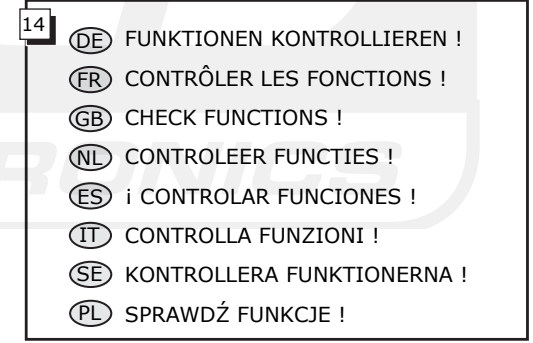 14
DE FUNKTIONEN KONTROLLIEREN !
FR CONTRÔLER LES FONCTIONS !
GB CHECK FUNCTIONS !
NL CONTROLEER FUNCTIES !
ES ¡ CONTROLAR FUNCIONES !
IT CONTROLLA FUNZIONI !
SE KONTROLLERA FUNKTIONERNA !
PL SPRAWDŹ FUNKCJE !
RONICS